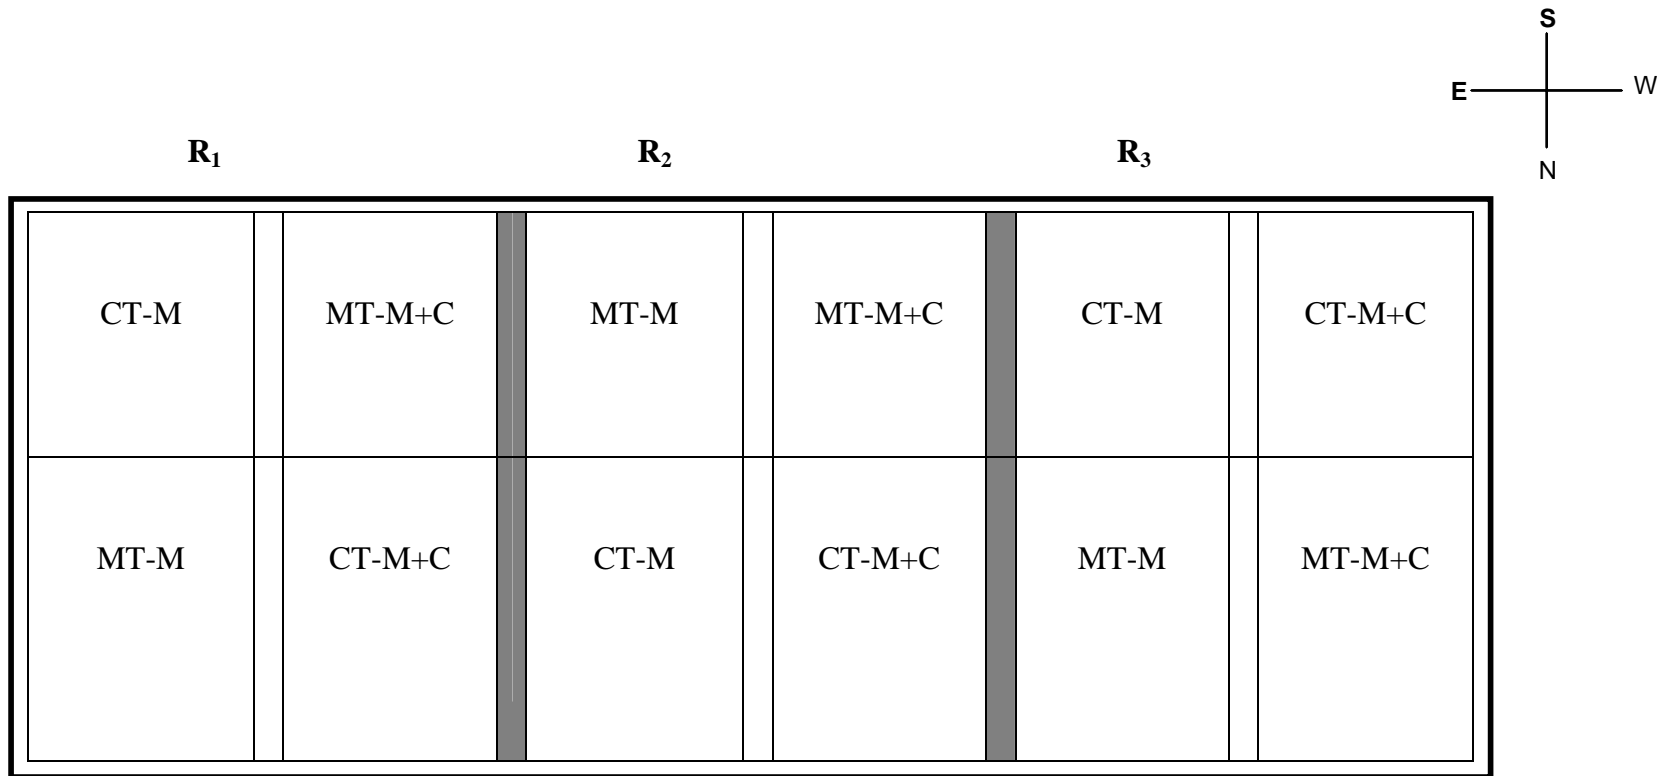 S
E W
N
R₁ R₂ R₃
CT-M MT-M+C MT-M MT-M+C CT-M CT-M+C
MT-M CT-M+C CT-M CT-M+C MT-M MT-M+C